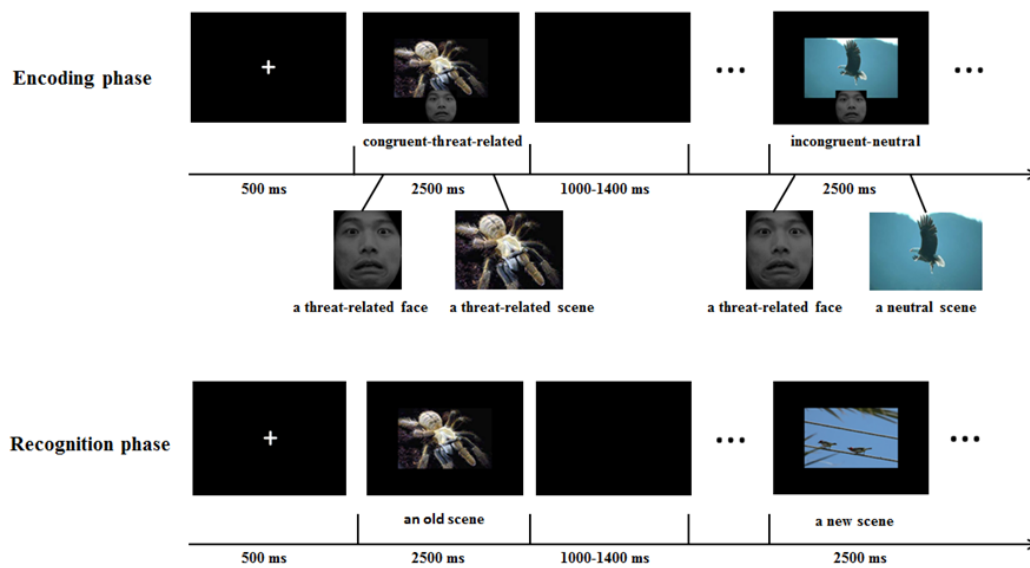 Encoding phase
+
...
...
congruent-threat-related
incongruent-neutral
500 ms
2500 ms
1000-1400 ms
2500 ms
a threat-related face
a threat-related scene
a threat-related face
a neutral scene
Recognition phase
+
...
...
an old scene
a new scene
500 ms
2500 ms
1000-1400 ms
2500 ms